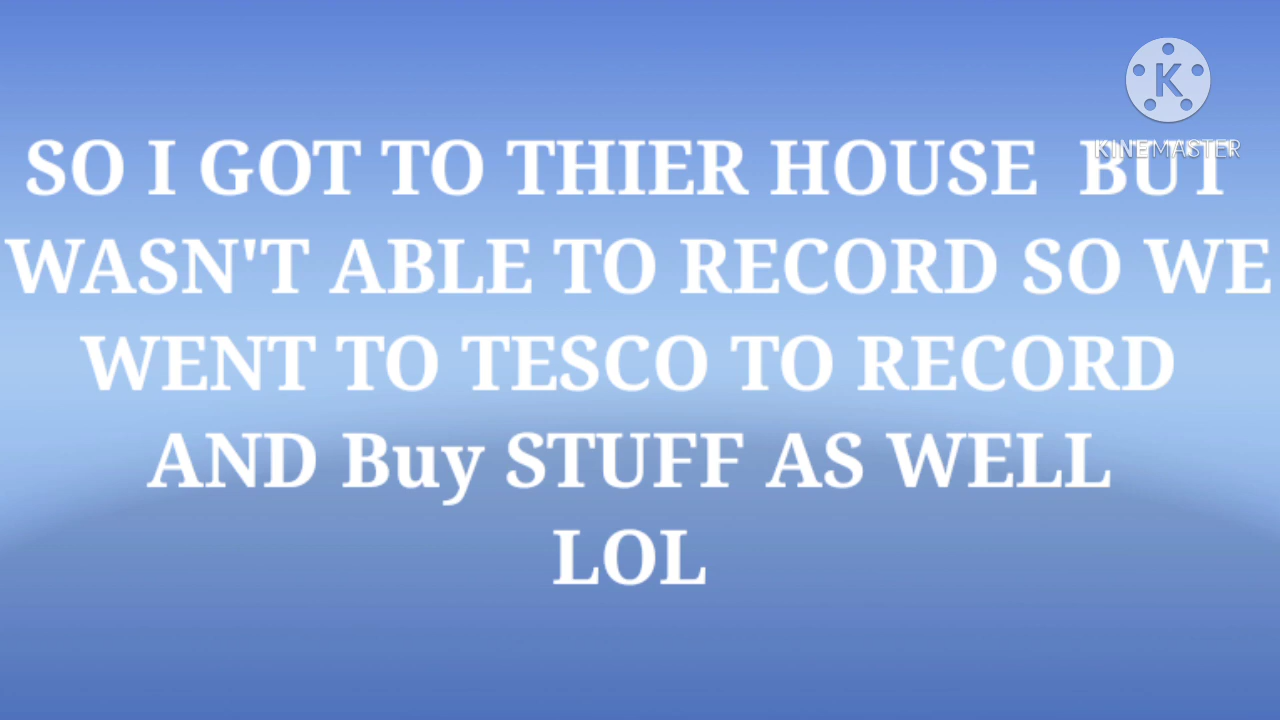 KINEMASTER
SO I GOT TO THIER HOUSE BUT
WASN'T ABLE TO RECORD SO WE
WENT TO TESCO TO RECORD
AND Buy STUFF AS WELL
LOL